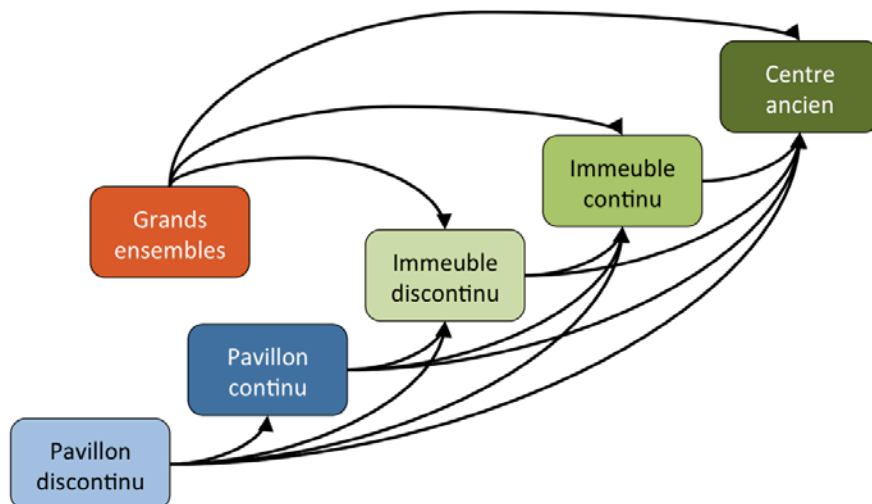 Centre
ancien
Immeuble
continu
Grands
ensembles
Immeuble
discontinu
Pavillon
continu
Pavillon
discontinu